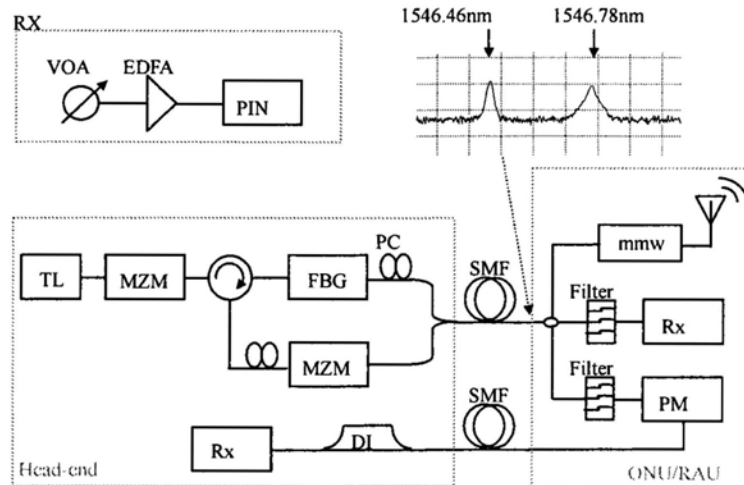 1546.46nm 1546.78nm
RX
VOA EDFA
PIN
mmw
PC
SMF
TL MZM FBG
Filter
Rx
MZM
Filter
SMF
PM
Rx DI
Head-end ONU/RAU